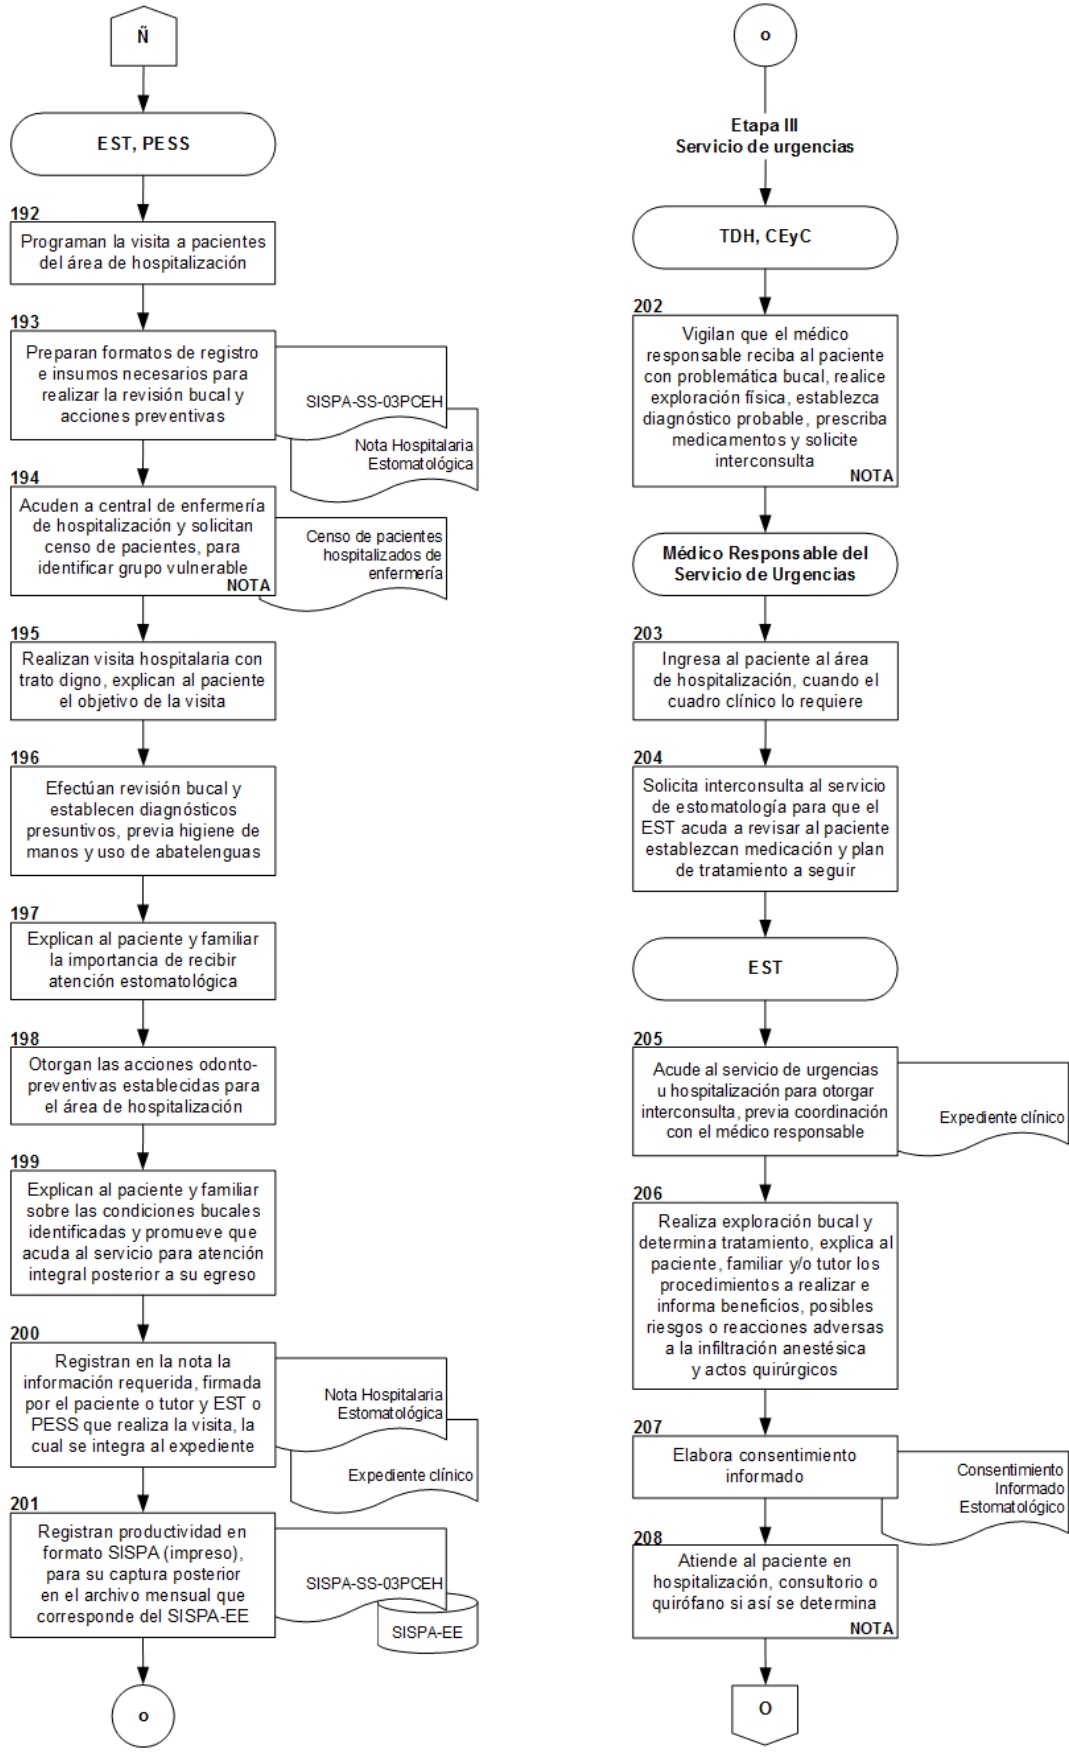 Ñ
EST, PESS
192
Programan la visita a pacientes
del área de hospitalización
193
Preparan formatos de registro
e insumos necesarios para
realizar la revisión bucal y
acciones preventivas
SISPA-SS-03PCEH
Nota Hospitalaria
Estomatológica
194
Acuden a central de enfermería
de hospitalización y solicitan
censo de pacientes, para
identificar grupo vulnerable
NOTA
Censo de pacientes
hospitalizados de
enfermería
195
Realizan visita hospitalaria con
trato digno, explican al paciente
el objetivo de la visita
196
Efectúan revisión bucal y
establecen diagnósticos
presuntivos, previa higiene de
manos y uso de abatelenguas
197
Explican al paciente y familiar
la importancia de recibir
atención estomatológica
198
Otorgan las acciones odonto-
preventivas establecidas para
el área de hospitalización
199
Explican al paciente y familiar
sobre las condiciones bucales
identificadas y promueve que
acuda al servicio para atención
integral posterior a su egreso
200
Registran en la nota la
información requerida, firmada
por el paciente o tutor y EST o
PESS que realiza la visita, la
cual se integra al expediente
Nota Hospitalaria
Estomatológica
Expediente clínico
201
Registran productividad en
formato SISPA (impreso),
para su captura posterior
en el archivo mensual que
corresponde del SISPA-EE
SISPA-SS-03PCEH
SISPA-EE
o
o
Etapa III
Servicio de urgencias
TDH, CEyC
202
Vigilan que el médico
responsable reciba al paciente
con problemática bucal, realice
exploración física, establezca
diagnóstico probable, prescriba
medicamentos y solicite
interconsulta
NOTA
Médico Responsable del
Servicio de Urgencias
203
Ingresa al paciente al área
de hospitalización, cuando el
cuadro clínico lo requiere
204
Solicita interconsulta al servicio
de estomatología para que el
EST acuda a revisar al paciente
establezcan medicación y plan
de tratamiento a seguir
EST
205
Acude al servicio de urgencias
u hospitalización para otorgar
interconsulta, previa coordinación
con el médico responsable
Expediente clínico
206
Realiza exploración bucal y
determina tratamiento, explica al
paciente, familiar y/o tutor los
procedimientos a realizar e
informa beneficios, posibles
riesgos o reacciones adversas
a la infiltración anestésica
y actos quirúrgicos
207
Elabora consentimiento
informado
Consentimiento
Informado
Estomatológico
208
Atiende al paciente en
hospitalización, consultorio o
quirófano si así se determina
NOTA
O